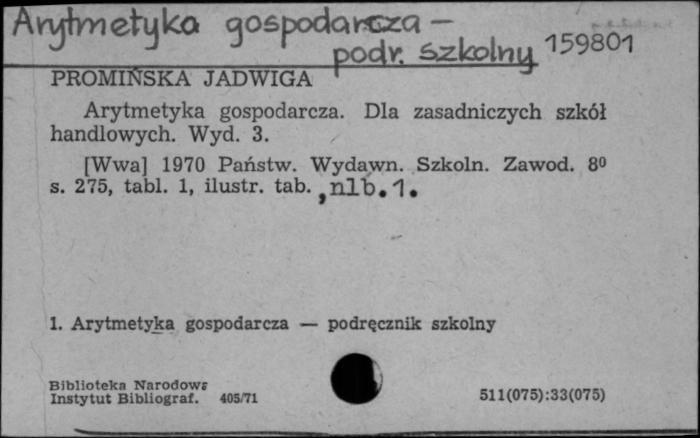 Arytmetyka gospodarcza –
podr. szkolny 159801
PROMIŃSKA JADWIGA
Arytmetyka gospodarcza. Dla zasadniczych szkół
handlowych. Wyd. 3.
[Wwa] 1970 Państw. Wydawn. Szkoln. Zawod. 8⁰
s. 275, tabl. 1, ilustr. tab. ,nlb.1.
1. Arytmetyka gospodarcza — podręcznik szkolny
Biblioteka Narodowa
Instytut Bibliograf. 405/71
511(075):33(075)